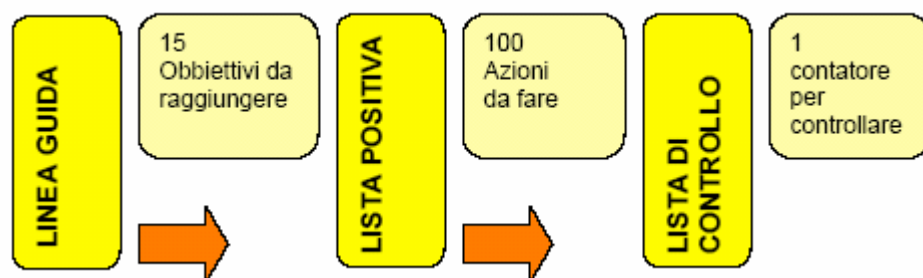 LINEA GUIDA
15
Obbiettivi da
raggiungere
LISTA POSITIVA
100
Azioni
da fare
LISTA DI
CONTROLLO
1
contatore
per
controllare